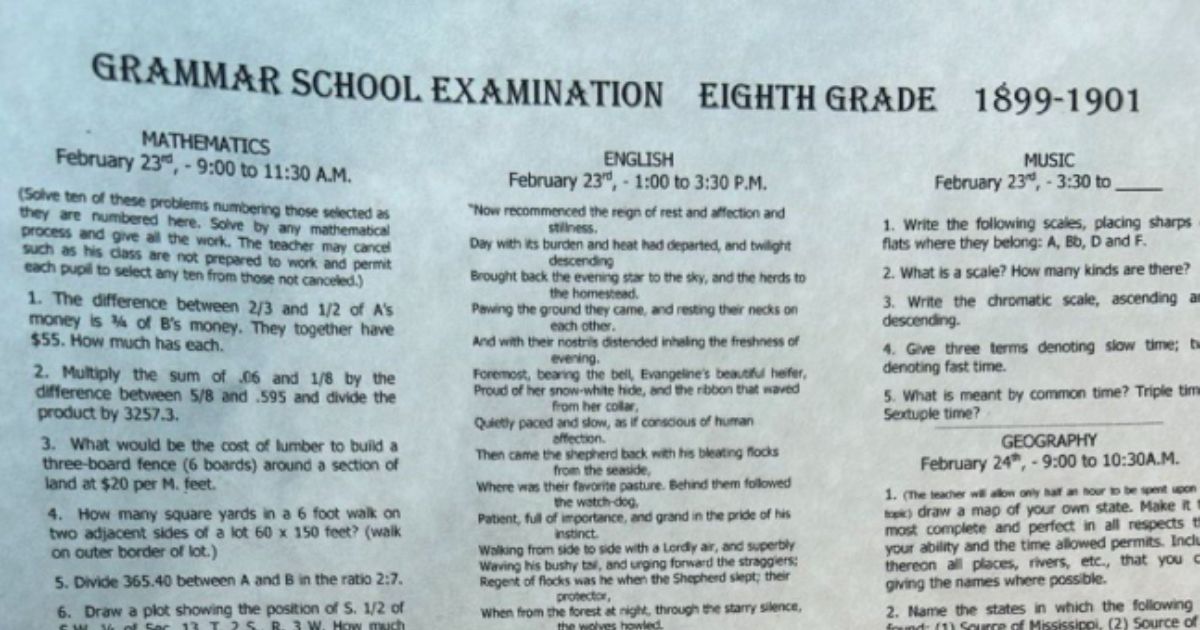 GRAMMAR SCHOOL EXAMINATION EIGHTH GRADE 1899-1901
MATHEMATICS
February 23rd, - 9:00 to 11:30 A.M.
(Solve ten of these problems numbering those selected as
they are numbered here. Solve by any mathematical
process and give all the work. The teacher may cancel
such as his class are not prepared to work and permit
each pupil to select any ten from those not canceled.)
1. The difference between 2/3 and 1/2 of A's
money is ¾ of B's money. They together have
$55. How much has each.
2. Multiply the sum of .06 and 1/8 by the
difference between 5/8 and .595 and divide the
product by 3257.3.
3. What would be the cost of lumber to build a
three-board fence (6 boards) around a section of
land at $20 per M. feet.
4. How many square yards in a 6 foot walk on
two adjacent sides of a lot 60 x 150 feet? (walk
on outer border of lot.)
5. Divide 365.40 between A and B in the ratio 2:7.
6. Draw a plot showing the position of S. 1/2 of
S.W. ¼ of Sec. 13, T. 2 S., R. 3 W. How much
ENGLISH
February 23rd, - 1:00 to 3:30 P.M.
"Now recommenced the reign of rest and affection and
stillness.
Day with its burden and heat had departed, and twilight
descending
Brought back the evening star to the sky, and the herds to
the homestead.
Pawing the ground they came, and resting their necks on
each other.
And with their nostrils distended inhaling the freshness of
evening.
Foremost, bearing the bell, Evangeline's beautiful heifer,
Proud of her snow-white hide, and the ribbon that waved
from her collar,
Quietly paced and slow, as if conscious of human
affection.
Then came the shepherd back with his bleating flocks
from the seaside,
Where was their favorite pasture. Behind them followed
the watch-dog,
Patient, full of importance, and grand in the pride of his
instinct.
Walking from side to side with a Lordly air, and superbly
Waving his bushy tail, and urging forward the stragglers;
Regent of flocks was he when the Shepherd slept; their
protector,
When from the forest at night, through the starry silence,
the wolves howled.
MUSIC
February 23rd, - 3:30 to _____
1. Write the following scales, placing sharps
flats where they belong: A, Bb, D and F.
2. What is a scale? How many kinds are there?
3. Write the chromatic scale, ascending
descending.
4. Give three terms denoting slow time;
denoting fast time.
5. What is meant by common time? Triple
Sextuple time?
GEOGRAPHY
February 24th, - 9:00 to 10:30A.M.
1. (The teacher will allow only half an hour to be spent upon
topic) draw a map of your own state. Make it
most complete and perfect in all respects
your ability and the time allowed permits.
thereon all places, rivers, etc., that you
giving the names where possible.
2. Name the states in which the following
found: (1) Source of Mississippi, (2) Source of